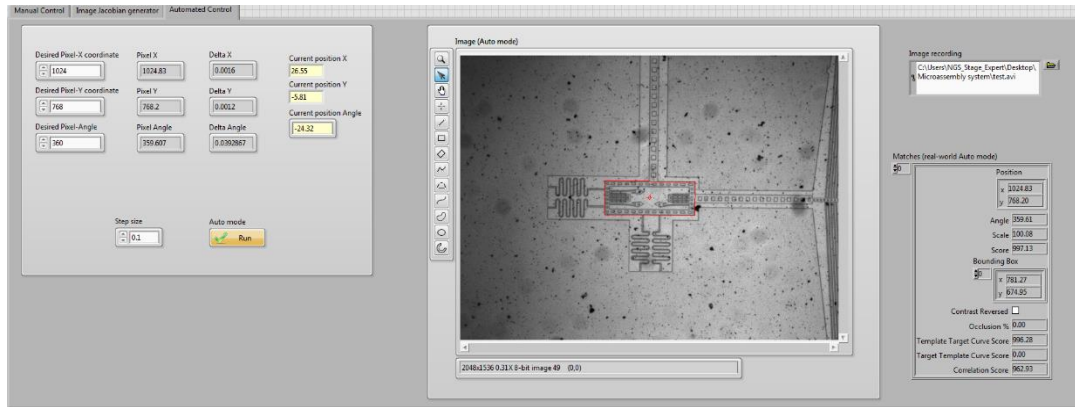 Manual Control Image Jacobian generator Automated Control
Desired Pixel-X coordinate Pixel X Delta X
1024 1024.83 0.0016
Current position X
26.55
Desired Pixel-Y coordinate Pixel Y Delta Y
768 768.2 0.0012
Current position Y
-5.81
Desired Pixel-Angle Pixel Angle Delta Angle
360 359.607 0.0392867
Current position Angle
-24.32
Step size Auto mode
0.1 Run
Image (Auto mode)
2048x1536 0.31X 8-bit image 49 (0,0)
Image recording
C:\Users\NGS_Stage_Expert\Desktop\
Microassembly system\test.avi
Matches (real-world Auto mode)
0
Position
x 1024.83
y 768.20
Angle 359.61
Scale 100.08
Score 997.13
Bounding Box
0
x 781.27
y 674.95
Contrast Reversed
Occlusion % 0.00
Template Target Curve Score 996.28
Target Template Curve Score 0.00
Correlation Score 962.93